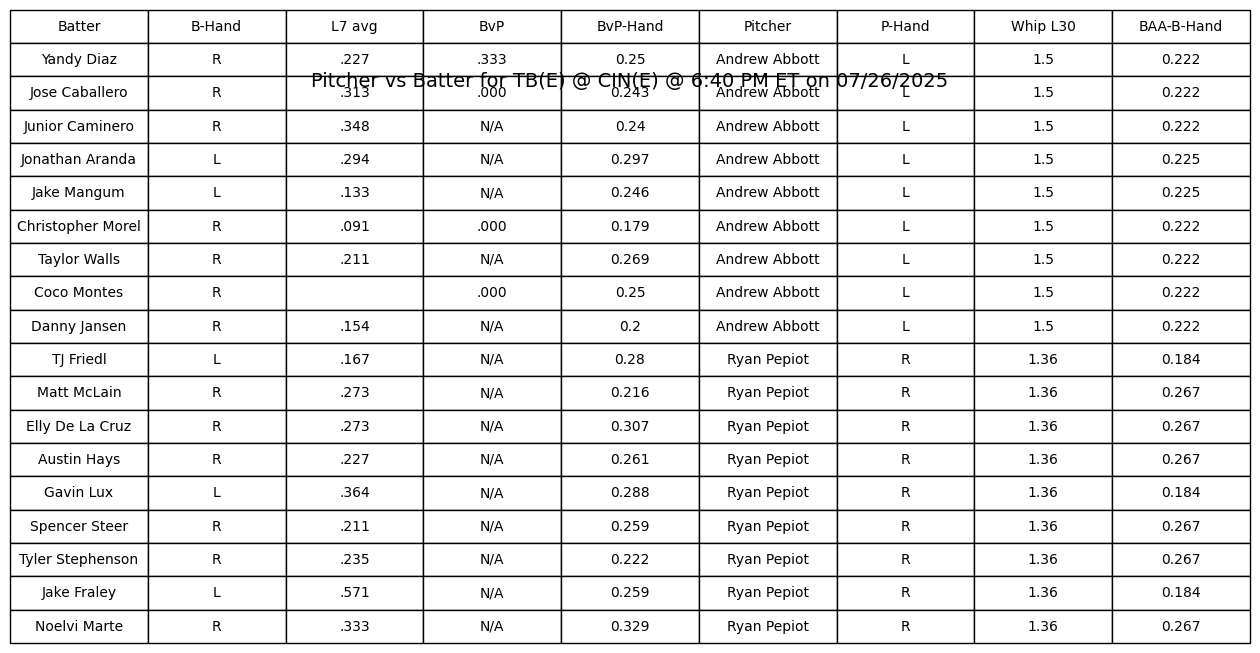 Batter B-Hand L7 avg BvP BvP-Hand Pitcher P-Hand Whip L30 BAA-B-Hand
Yandy Diaz R .227 .333 0.25 Andrew Abbott L 1.5 0.222
Pitcher vs Batter for TB(E) @ CIN(E) @ 6:40 PM ET on 07/26/2025
Jose Caballero R .313 .000 0.243 Andrew Abbott L 1.5 0.222
Junior Caminero R .348 N/A 0.24 Andrew Abbott L 1.5 0.222
Jonathan Aranda L .294 N/A 0.297 Andrew Abbott L 1.5 0.225
Jake Mangum L .133 N/A 0.246 Andrew Abbott L 1.5 0.225
Christopher Morel R .091 .000 0.179 Andrew Abbott L 1.5 0.222
Taylor Walls R .211 N/A 0.269 Andrew Abbott L 1.5 0.222
Coco Montes R .000 0.25 Andrew Abbott L 1.5 0.222
Danny Jansen R .154 N/A 0.2 Andrew Abbott L 1.5 0.222
TJ Friedl L .167 N/A 0.28 Ryan Pepiot R 1.36 0.184
Matt McLain R .273 N/A 0.216 Ryan Pepiot R 1.36 0.267
Elly De La Cruz R .273 N/A 0.307 Ryan Pepiot R 1.36 0.267
Austin Hays R .227 N/A 0.261 Ryan Pepiot R 1.36 0.267
Gavin Lux L .364 N/A 0.288 Ryan Pepiot R 1.36 0.184
Spencer Steer R .211 N/A 0.259 Ryan Pepiot R 1.36 0.267
Tyler Stephenson R .235 N/A 0.222 Ryan Pepiot R 1.36 0.267
Jake Fraley L .571 N/A 0.259 Ryan Pepiot R 1.36 0.184
Noelvi Marte R .333 N/A 0.329 Ryan Pepiot R 1.36 0.267